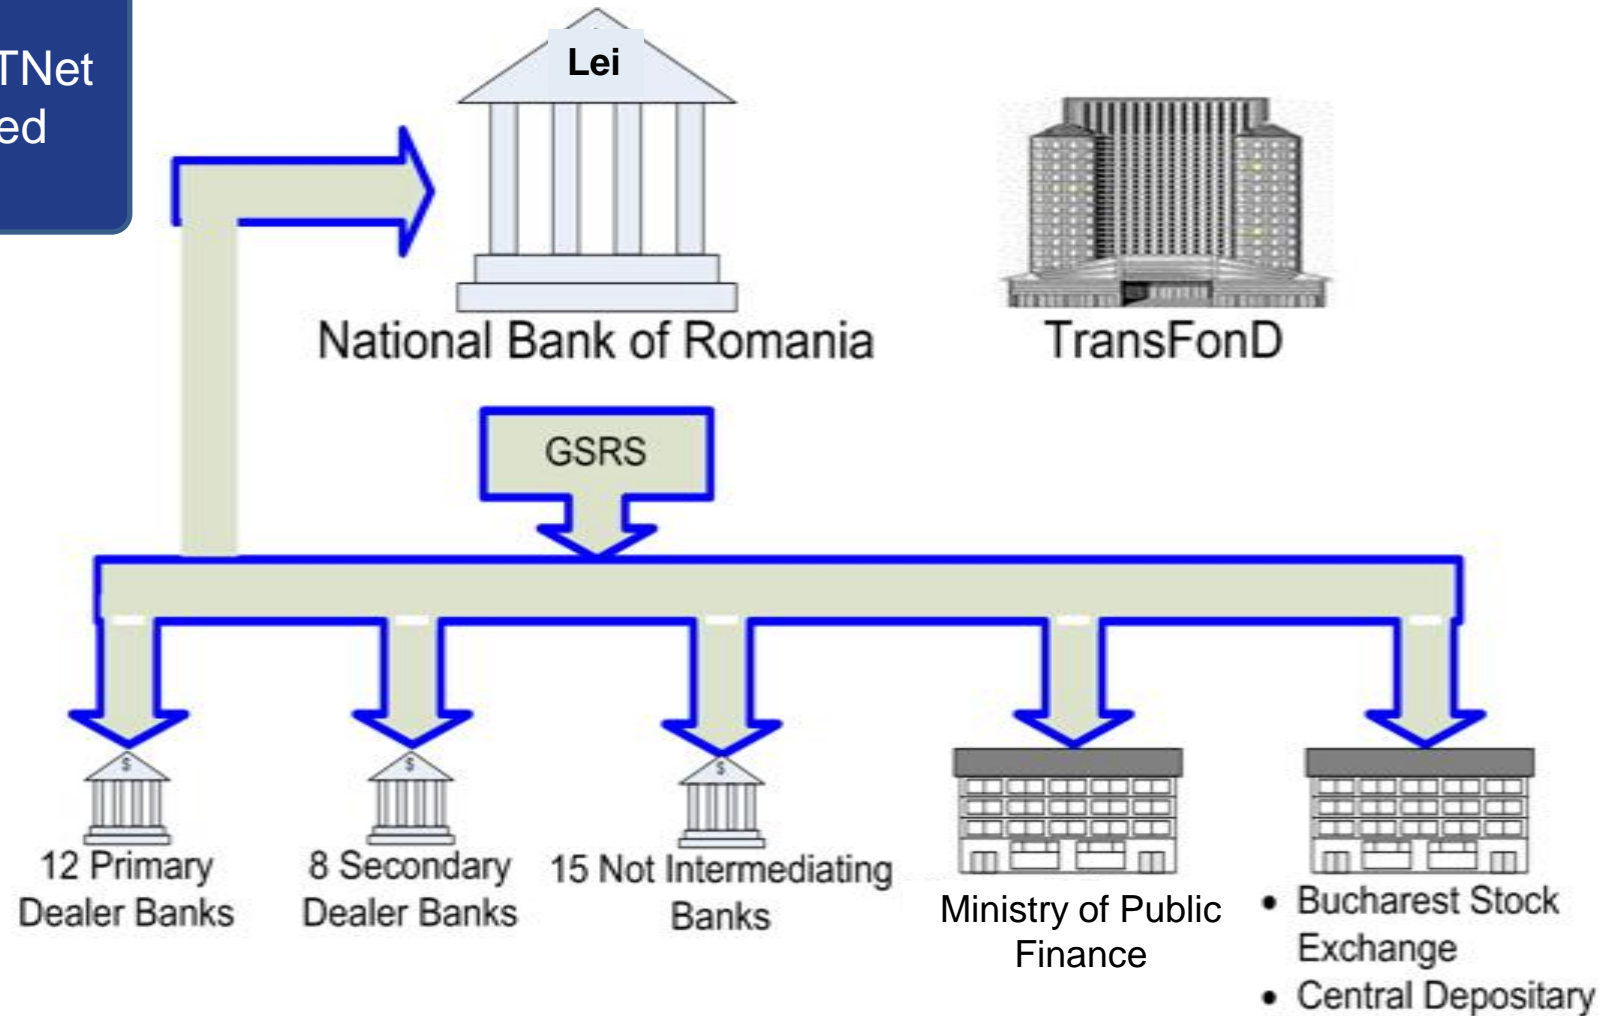 TNet
ed
Lei
National Bank of Romania
TransFonD
GSRS
12 Primary
Dealer Banks
8 Secondary
Dealer Banks
15 Not Intermediating
Banks
Ministry of Public
Finance
• Bucharest Stock
Exchange
• Central Depositary
$
$
$